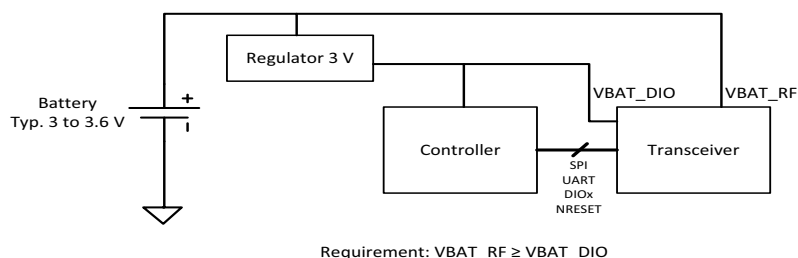 Regulator 3 V
Battery
Typ. 3 to 3.6 V
+
VBAT_DIO
VBAT_RF
Controller
Transceiver
SPI
UART
DIOx
NRESET
Requirement: VBAT_RF ≥ VBAT_DIO